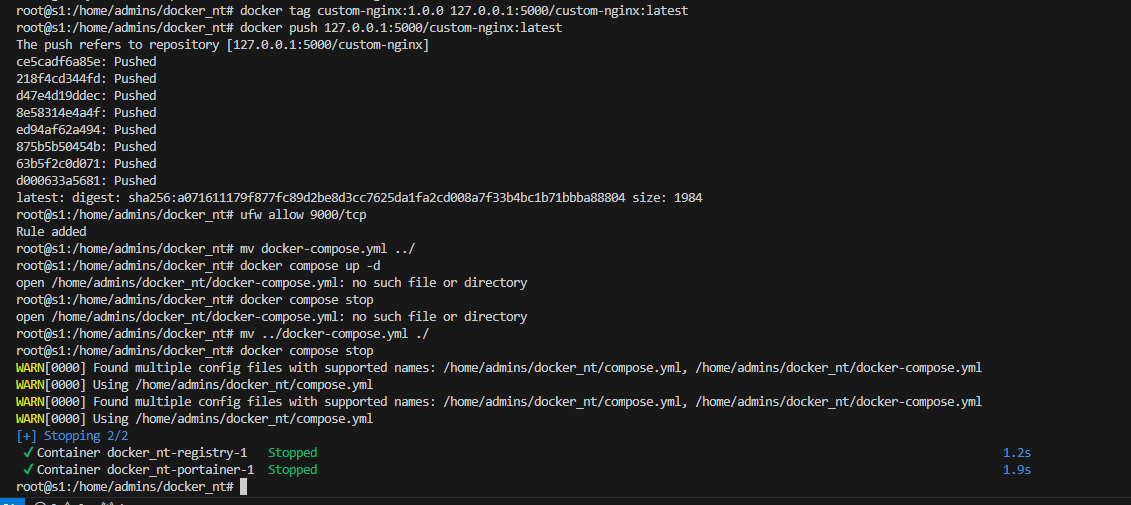 root@s1:/home/admins/docker_nt# docker tag custom-nginx:1.0.0 127.0.0.1:5000/custom-nginx:latest
root@s1:/home/admins/docker_nt# docker push 127.0.0.1:5000/custom-nginx:latest
The push refers to repository [127.0.0.1:5000/custom-nginx]
ce5cadf6a85e: Pushed
218f4cd344fd: Pushed
d47e4d19ddec: Pushed
8e58314e4a4f: Pushed
ed94af62a494: Pushed
875b5b50454b: Pushed
63b5f2c0d071: Pushed
d000633a5681: Pushed
latest: digest: sha256:a071611179f877fc89d2be8d3cc7625da1fa2cd008a7f33b4bc1b71bbba88804 size: 1984
root@s1:/home/admins/docker_nt# ufw allow 9000/tcp
Rule added
root@s1:/home/admins/docker_nt# mv docker-compose.yml ../
root@s1:/home/admins/docker_nt# docker compose up -d
open /home/admins/docker_nt/docker-compose.yml: no such file or directory
root@s1:/home/admins/docker_nt# docker compose stop
open /home/admins/docker_nt/docker-compose.yml: no such file or directory
root@s1:/home/admins/docker_nt# mv ../docker-compose.yml ./
root@s1:/home/admins/docker_nt# docker compose stop
WARN[0000] Found multiple config files with supported names: /home/admins/docker_nt/compose.yml, /home/admins/docker_nt/docker-compose.yml
WARN[0000] Using /home/admins/docker_nt/compose.yml
WARN[0000] Found multiple config files with supported names: /home/admins/docker_nt/compose.yml, /home/admins/docker_nt/docker-compose.yml
WARN[0000] Using /home/admins/docker_nt/compose.yml
[+] Stopping 2/2
✓ Container docker_nt-registry-1 Stopped 1.2s
✓ Container docker_nt-portainer-1 Stopped 1.9s
root@s1:/home/admins/docker_nt#